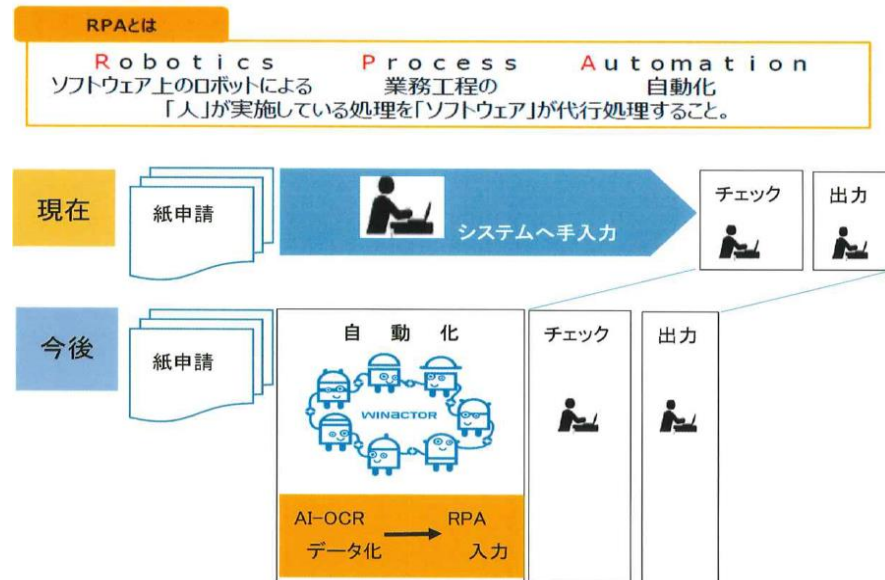 RPAとは
Robotics Process Automation
ソフトウェア上のロボットによる 業務工程の 自動化
「人」が実施している処理を「ソフトウェア」が代行処理すること。
現在
紙申請
システムへ手入力
チェック
出力
今後
紙申請
自動化
WINACTOR
AI-OCR
データ化
RPA
入力
チェック
出力